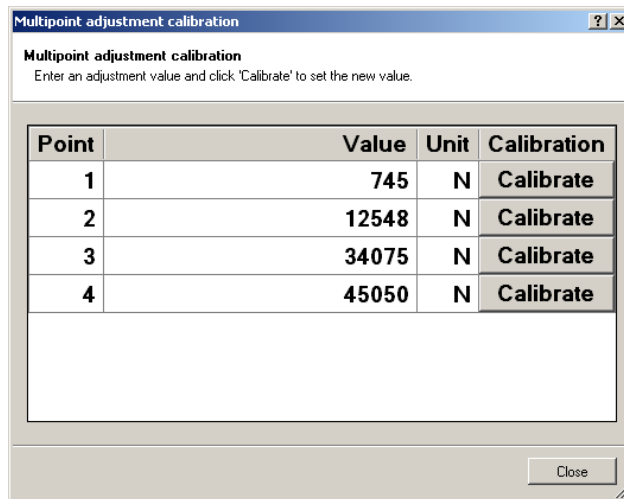 Multipoint adjustment calibration
Multipoint adjustment calibration
Enter an adjustment value and click 'Calibrate' to set the new value.
Point Value Unit Calibration
1 745 N Calibrate
2 12548 N Calibrate
3 34075 N Calibrate
4 45050 N Calibrate
Close